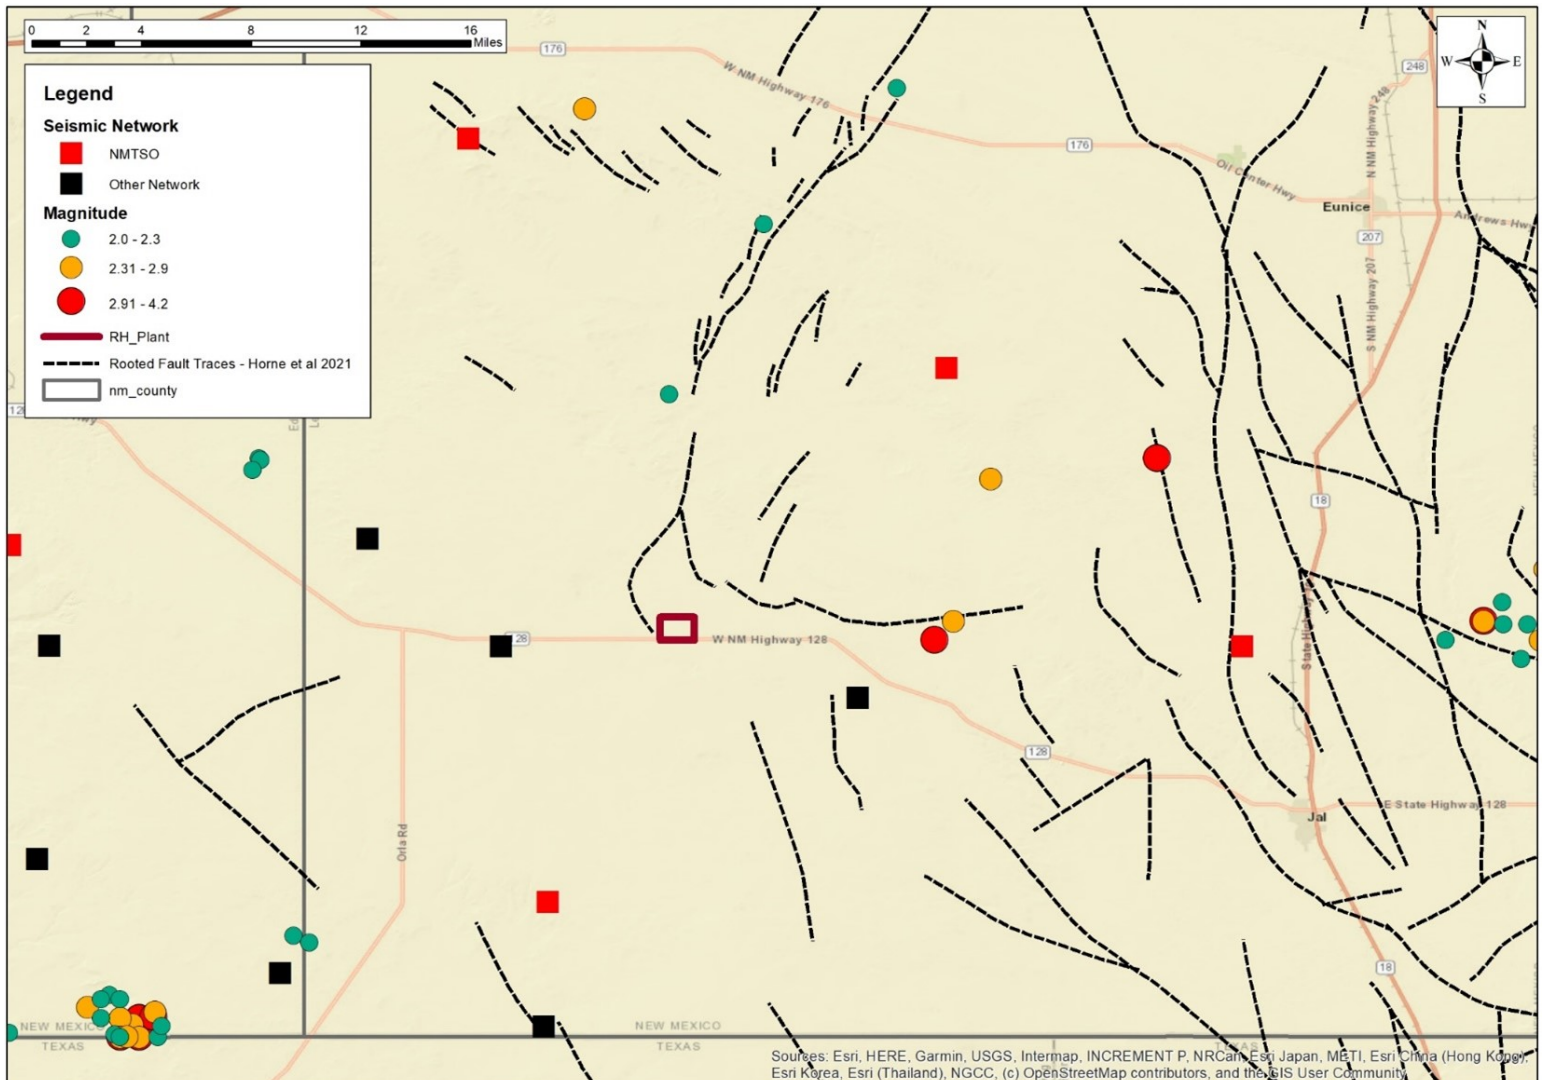 0 2 4 8 12 16
Miles
Legend
Seismic Network
NMTSO
Other Network
Magnitude
2.0 - 2.3
2.31 - 2.9
2.91 - 4.2
RH_Plant
Rooted Fault Traces - Horne et al 2021
nm_county
N
W E
S
176
W NM Highway 176
176
Oil Center Hwy
248
N NM Highway 248
Eunice
207
Andrews Hwy
S NM Highway 207
18
State Highway
W NM Highway 128
128
E State Highway 128
Jal
Orla Rd
18
NEW MEXICO
TEXAS
NEW MEXICO
TEXAS
TEXAS
Sources: Esri, HERE, Garmin, USGS, Intermap, INCREMENT P, NRCan, Esri Japan, METI, Esri China (Hong Kong),
Esri Korea, Esri (Thailand), NGCC, (c) OpenStreetMap contributors, and the GIS User Community